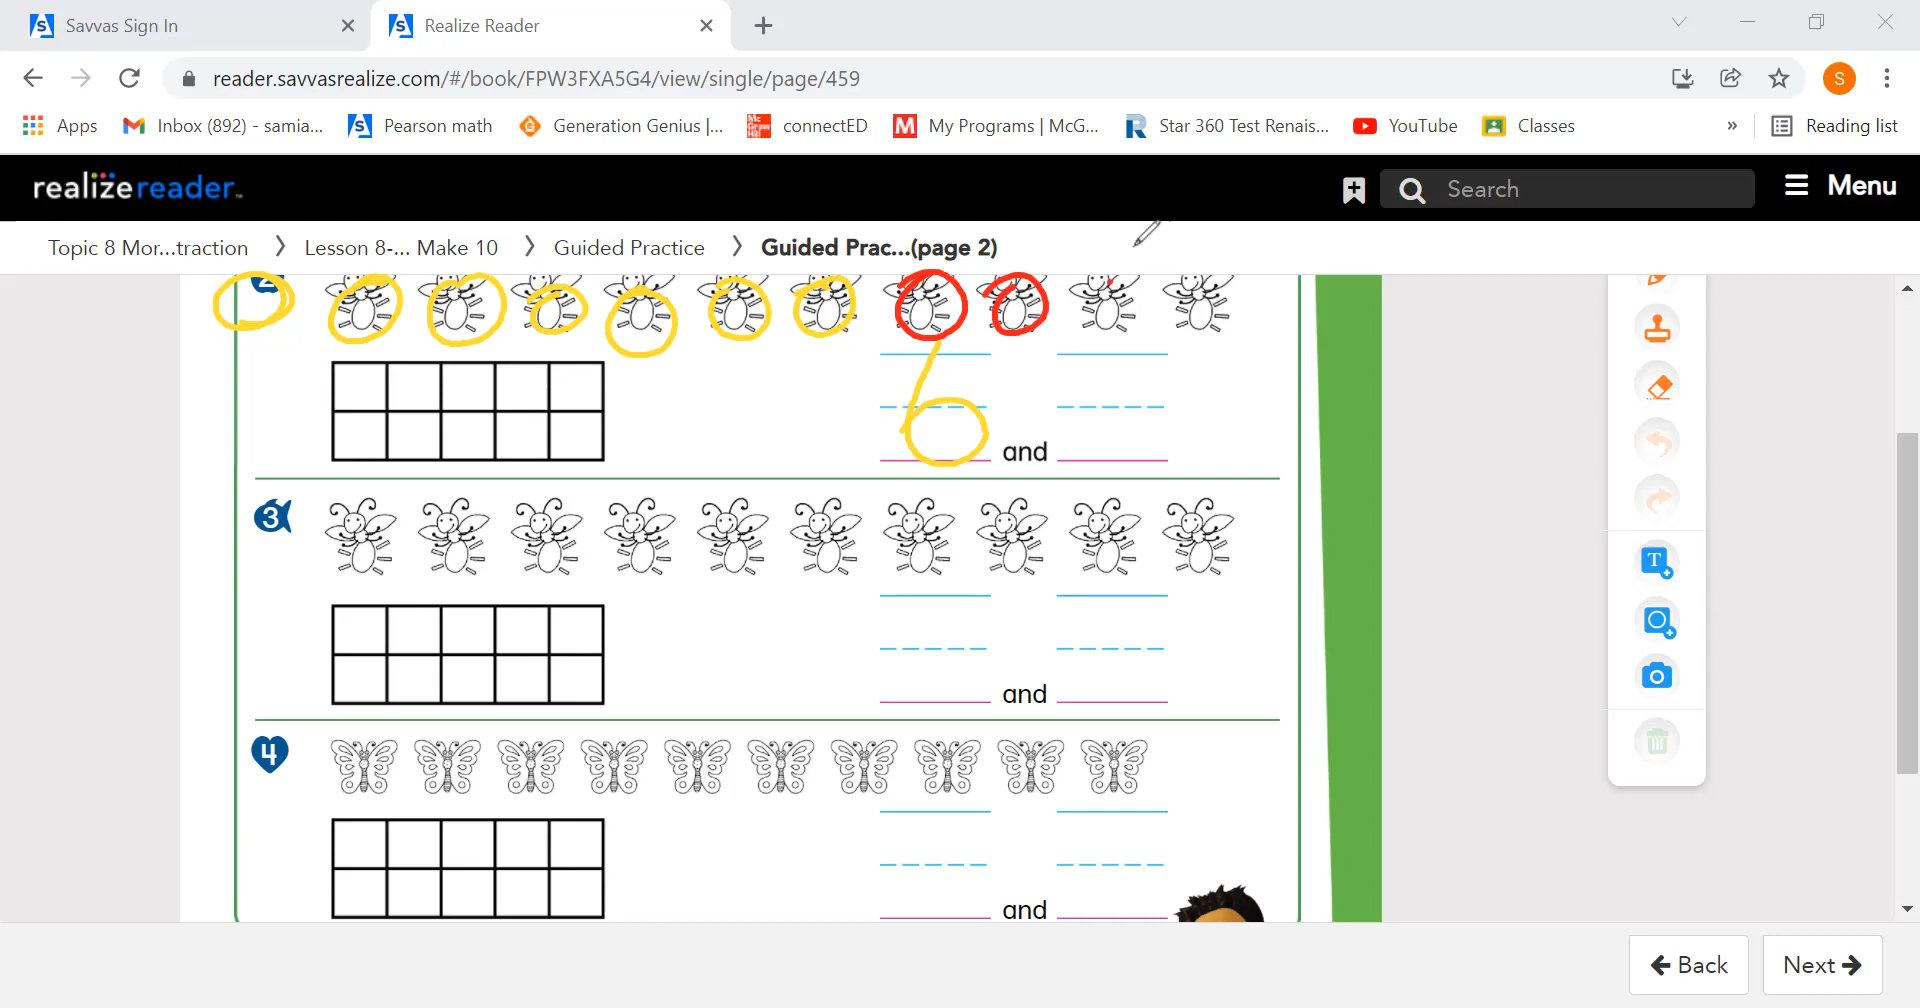 Savvas Sign In
Realize Reader
reader.savvasrealize.com/#/book/FPW3FXA5G4/view/single/page/459
S
Apps
Inbox (892) - samia...
Pearson math
Generation Genius |...
connectED
My Programs | McG...
Star 360 Test Renais...
YouTube
Classes
»
Reading list
realize reader
Search
Menu
Topic 8 Mor...traction > Lesson 8-... Make 10 > Guided Practice > Guided Prac...(page 2)
2
6 and
3
and
4
and
Back
Next